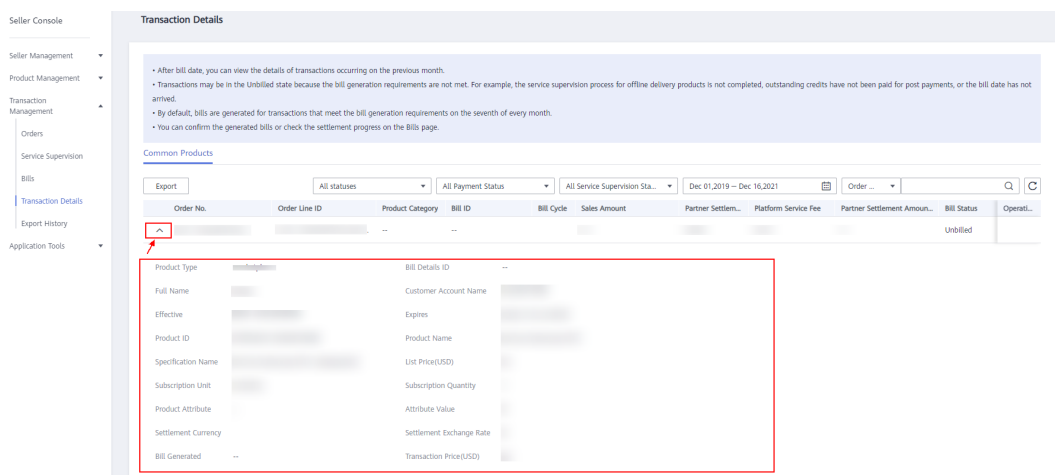 Seller Console
Transaction Details
Seller Management
Product Management
Transaction
Management
Orders
Service Supervision
Bills
Transaction Details
Export History
Application Tools
• After bill date, you can view the details of transactions occurring on the previous month.
• Transactions may be in the Unbilled state because the bill generation requirements are not met. For example, the service supervision process for offline delivery products is not completed, outstanding credits have not been paid for post payments, or the bill date has not
arrived.
• By default, bills are generated for transactions that meet the bill generation requirements on the seventh of every month.
• You can confirm the generated bills or check the settlement progress on the Bills page.
Common Products
Export All statuses All Payment Status All Service Supervision Sta... Dec 01,2019 — Dec 16,2021 Order ...
Order No. Order Line ID Product Category Bill ID Bill Cycle Sales Amount Partner Settlem... Platform Service Fee Partner Settlement Amoun... Bill Status Operati...
-- -- Unbilled
Product Type Bill Details ID --
Full Name Customer Account Name
Effective Expires
Product ID Product Name
Specification Name List Price(USD)
Subscription Unit Subscription Quantity
Product Attribute Attribute Value
Settlement Currency Settlement Exchange Rate
Bill Generated -- Transaction Price(USD)